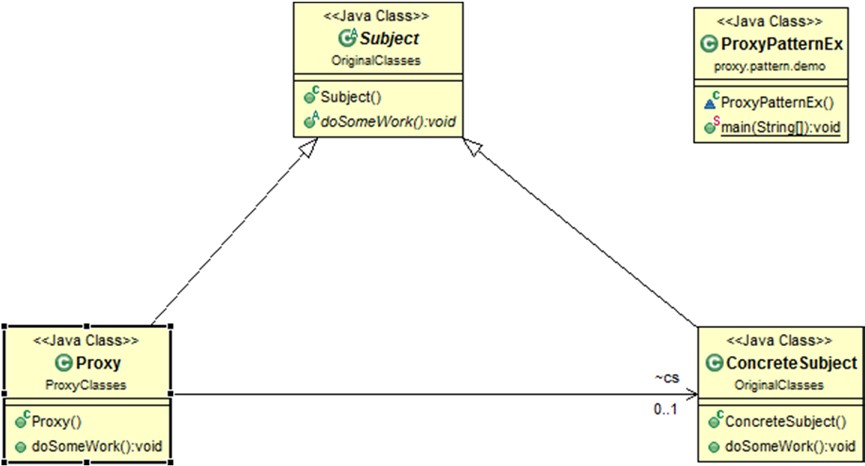 <<Java Class>>
Subject
OriginalClasses
Subject()
doSomeWork():void
<<Java Class>>
ProxyPatternEx
proxy.pattern.demo
ProxyPatternEx()
main(String[]):void
<<Java Class>>
Proxy
ProxyClasses
Proxy()
doSomeWork():void
~cs
0..1
<<Java Class>>
ConcreteSubject
OriginalClasses
ConcreteSubject()
doSomeWork():void